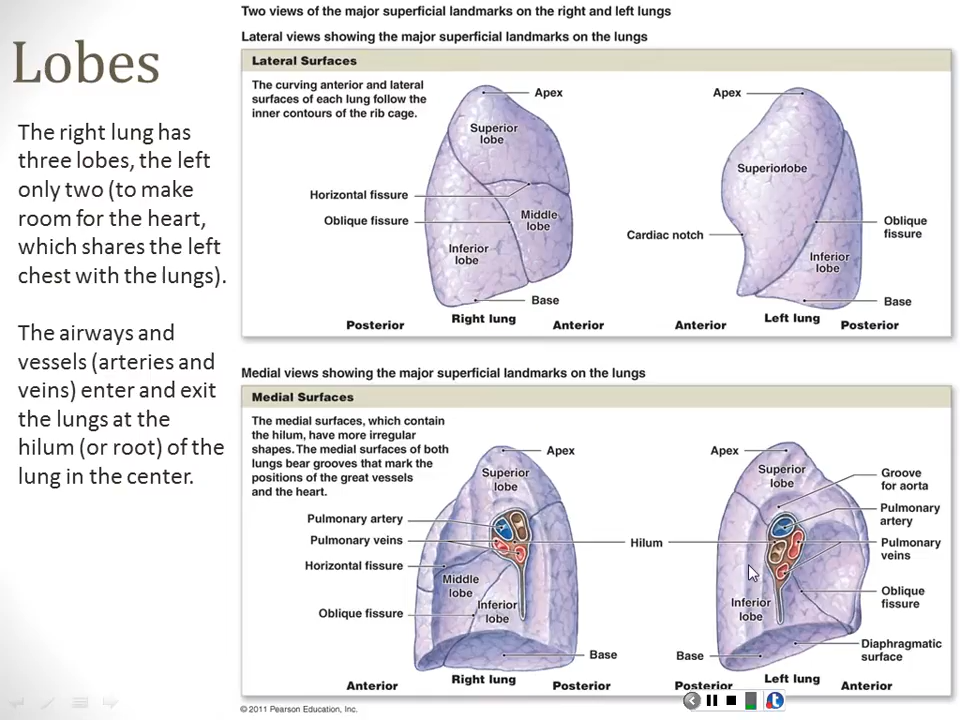 Lobes
The right lung has
three lobes, the left
only two (to make
room for the heart,
which shares the left
chest with the lungs).
The airways and
vessels (arteries and
veins) enter and exit
the lungs at the
hilum (or root) of the
lung in the center.
Two views of the major superficial landmarks on the right and left lungs
Lateral views showing the major superficial landmarks on the lungs
Lateral Surfaces
The curving anterior and lateral
surfaces of each lung follow the
inner contours of the rib cage.
Apex
Superior
lobe
Horizontal fissure
Oblique fissure
Middle
lobe
Inferior
lobe
Base
Posterior
Right lung
Anterior
Apex
Superior lobe
Cardiac notch
Oblique
fissure
Inferior
lobe
Base
Anterior
Left lung
Posterior
Medial views showing the major superficial landmarks on the lungs
Medial Surfaces
The medial surfaces, which contain
the hilum, have more irregular
shapes. The medial surfaces of both
lungs bear grooves that mark the
positions of the great vessels
and the heart.
Apex
Superior
lobe
Pulmonary artery
Pulmonary veins
Horizontal fissure
Middle
lobe
Oblique fissure
Inferior
lobe
Base
Anterior
Right lung
Posterior
Hilum
Apex
Superior
lobe
Groove
for aorta
Pulmonary
artery
Pulmonary
veins
Oblique
fissure
Inferior
lobe
Diaphragmatic
surface
Base
Posterior
Left lung
Anterior
© 2011 Pearson Education, Inc.
t